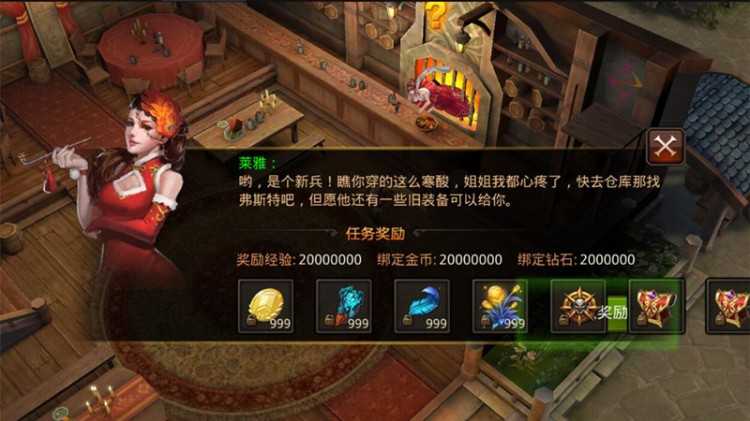 莱雅：
哟，是个新兵！瞧你穿的这么寒酸，姐姐我都心疼了，快去仓库那找
弗斯特吧，但愿他还有一些旧装备可以给你。
任务奖励
奖励经验:20000000 绑定金币:20000000 绑定钻石:2000000
999 999 999 999 奖励